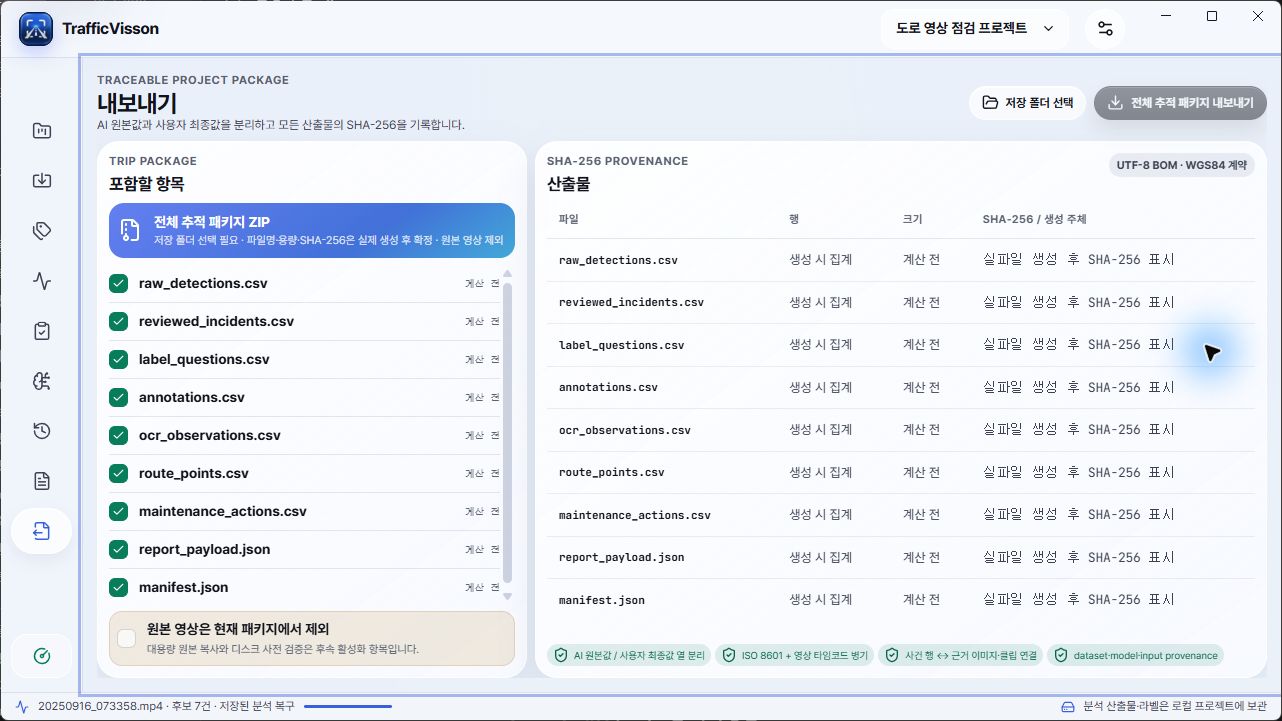 TrafficVisson
도로 영상 점검 프로젝트
TRACEABLE PROJECT PACKAGE
내보내기
AI 원본값과 사용자 최종값을 분리하고 모든 산출물의 SHA-256을 기록합니다.
저장 폴더 선택
전체 추적 패키지 내보내기
TRIP PACKAGE
포함할 항목
전체 추적 패키지 ZIP
저장 폴더 선택 필요 · 파일명·용량·SHA-256은 실제 생성 후 확정 · 원본 영상 제외
raw_detections.csv 계산 전
reviewed_incidents.csv 계산 전
label_questions.csv 계산 전
annotations.csv 계산 전
ocr_observations.csv 계산 전
route_points.csv 계산 전
maintenance_actions.csv 계산 전
report_payload.json 계산 전
manifest.json 계산 전
원본 영상은 현재 패키지에서 제외
대용량 원본 복사와 디스크 사전 검증은 후속 활성화 항목입니다.
SHA-256 PROVENANCE
산출물
UTF-8 BOM · WGS84 계약
파일 행 크기 SHA-256 / 생성 주체
raw_detections.csv 생성 시 집계 계산 전 실파일 생성 후 SHA-256 표시
reviewed_incidents.csv 생성 시 집계 계산 전 실파일 생성 후 SHA-256 표시
label_questions.csv 생성 시 집계 계산 전 실파일 생성 후 SHA-256 표시
annotations.csv 생성 시 집계 계산 전 실파일 생성 후 SHA-256 표시
ocr_observations.csv 생성 시 집계 계산 전 실파일 생성 후 SHA-256 표시
route_points.csv 생성 시 집계 계산 전 실파일 생성 후 SHA-256 표시
maintenance_actions.csv 생성 시 집계 계산 전 실파일 생성 후 SHA-256 표시
report_payload.json 생성 시 집계 계산 전 실파일 생성 후 SHA-256 표시
manifest.json 생성 시 집계 계산 전 실파일 생성 후 SHA-256 표시
AI 원본값 / 사용자 최종값 열 분리
ISO 8601 + 영상 타임코드 병기
사건 행 ↔ 근거 이미지·클립 연결
dataset·model·input provenance
20250916_073358.mp4 · 후보 7건 · 저장된 분석 복구
분석 산출물·라벨은 로컬 프로젝트에 보관